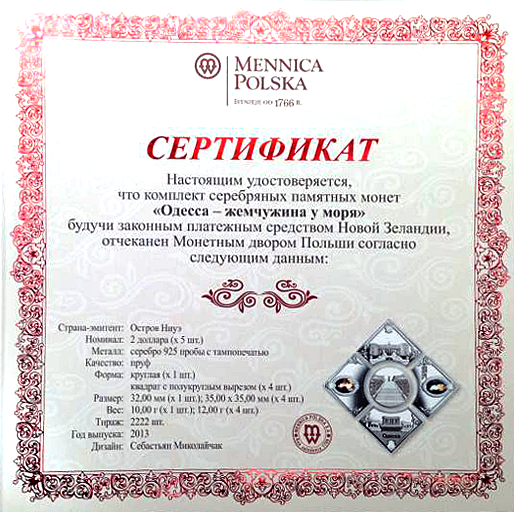 MENNICA
POLSKA
ISTNIEJE OD 1766 R.
СЕРТИФИКАТ
Настоящим удостоверяется,
что комплект серебряных памятных монет
«Одесса – жемчужина у моря»
будучи законным платежным средством Новой Зеландии,
отчеканен Монетным двором Польши согласно
следующим данным:
Страна-эмитент: Остров Ниуэ
Номинал: 2 доллара (х 5 шт.)
Металл: серебро 925 пробы с тампопечатью
Качество: пруф
Форма: круглая (х 1 шт.)
квадрат с полукруглым вырезом (х 4 шт.)
Размер: 32,00 мм (х 1 шт.); 35,00 х 35,00 мм (х 4 шт.)
Вес: 10,00 г (х 1 шт.); 12,00 г (х 4 шт.)
Тираж: 2222 шт.
Год выпуска: 2013
Дизайн: Себастьян Миколайчак